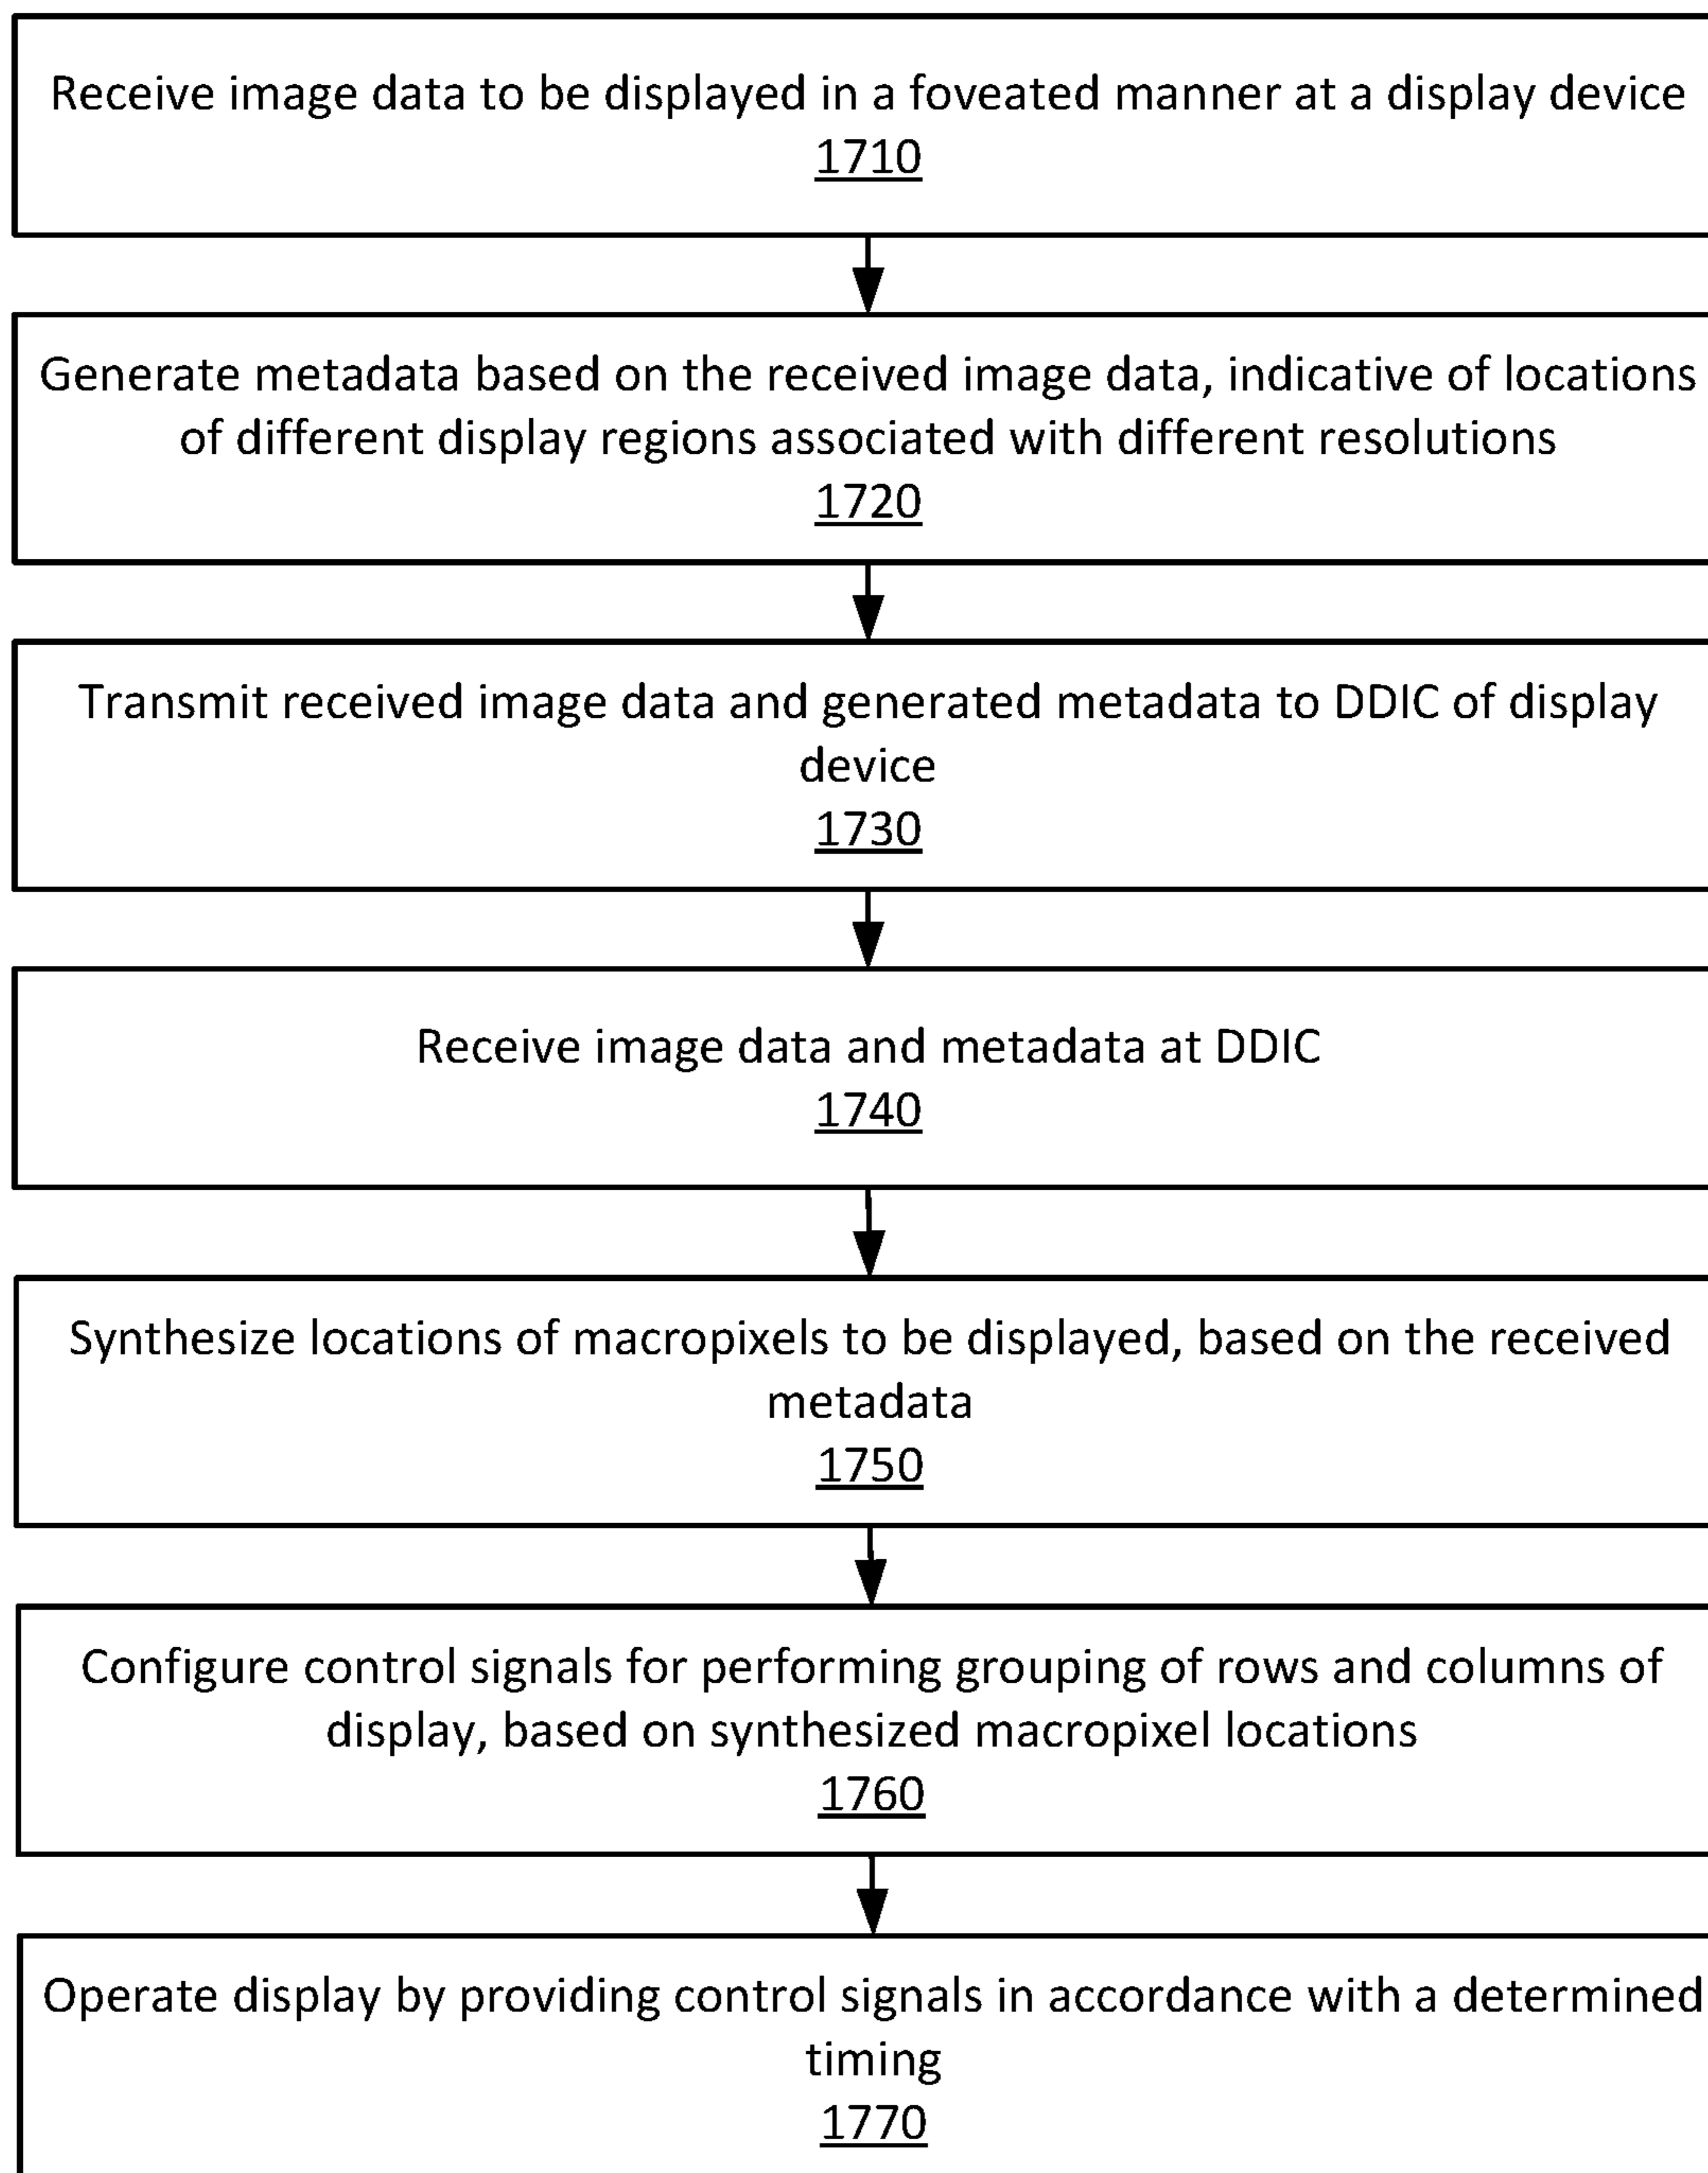 Receive image data to be displayed in a foveated manner at a display device
1710
Generate metadata based on the received image data, indicative of locations
of different display regions associated with different resolutions
1720
Transmit received image data and generated metadata to DDIC of display
device
1730
Receive image data and metadata at DDIC
1740
Synthesize locations of macropixels to be displayed, based on the received
metadata
1750
Configure control signals for performing grouping of rows and columns of
display, based on synthesized macropixel locations
1760
Operate display by providing control signals in accordance with a determined
timing
1770